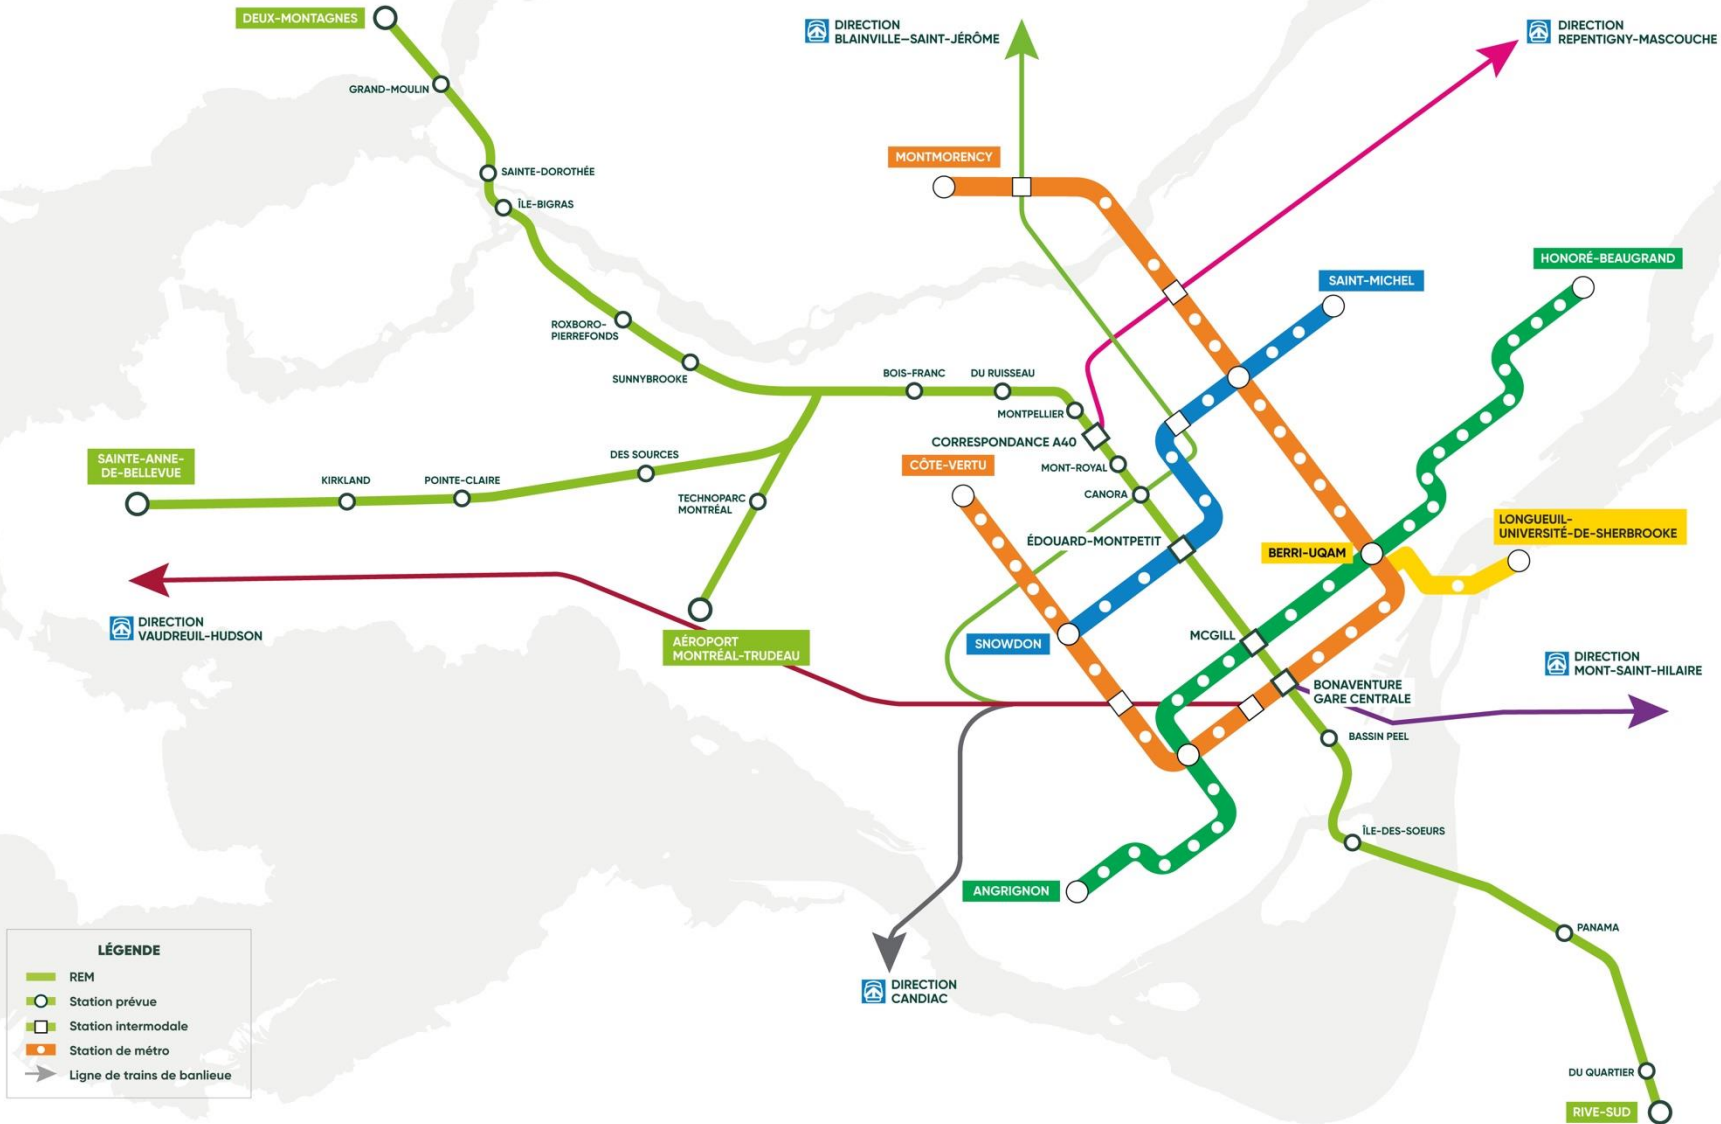 DEUX-MONTAGNES
DIRECTION
BLAINVILLE–SAINT-JÉRÔME
DIRECTION
REPENTIGNY-MASCOUCHE
GRAND-MOULIN
MONTMORENCY
SAINTE-DOROTHÉE
ÎLE-BIGRAS
HONORÉ-BEAUGRAND
SAINT-MICHEL
ROXBORO-
PIERREFONDS
SUNNYBROOKE
BOIS-FRANC
DU RUISSEAU
MONTPELLIER
CORRESPONDANCE A40
SAINTE-ANNE-
DE-BELLEVUE
KIRKLAND
POINTE-CLAIRE
DES SOURCES
CÔTE-VERTU
MONT-ROYAL
TECHNOPARC
MONTRÉAL
CANORA
LONGUEUIL-
UNIVERSITÉ-DE-SHERBROOKE
ÉDOUARD-MONTPETIT
BERRI-UQAM
DIRECTION
VAUDREUIL-HUDSON
AÉROPORT
MONTRÉAL-TRUDEAU
SNOWDON
MCGILL
DIRECTION
MONT-SAINT-HILAIRE
BONAVENTURE
GARE CENTRALE
BASSIN PEEL
ÎLE-DES-SOEURS
ANGRIGNON
PANAMA
DIRECTION
CANDIAC
LÉGENDE
REM
Station prévue
Station intermodale
Station de métro
Ligne de trains de banlieue
DU QUARTIER
RIVE-SUD